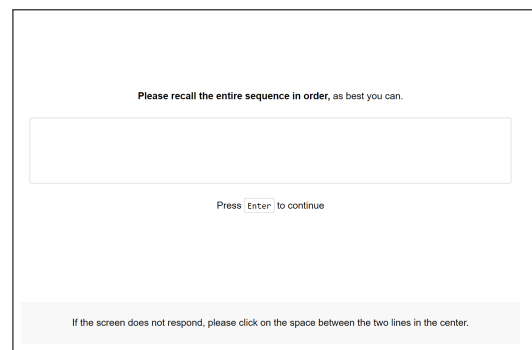 Please recall the entire sequence in order, as best you can.
Press Enter to continue
If the screen does not respond, please click on the space between the two lines in the center.